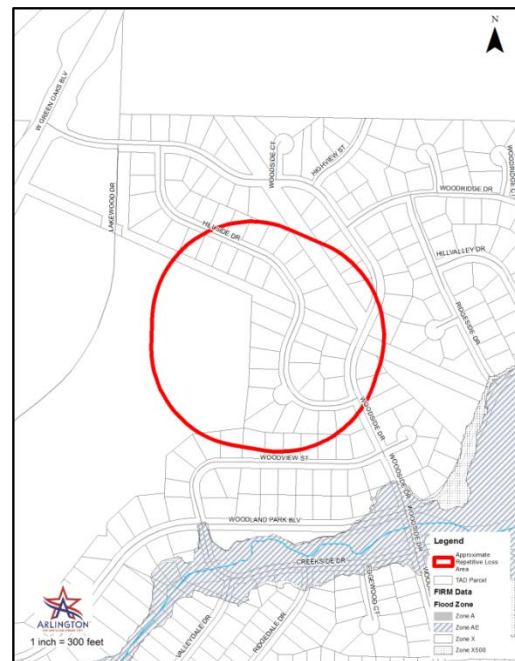 N
W GREEN OAKS BLV
LAKEWOOD DR
WOODSIDE CT
HIGHVIEW ST
WOODRIDGE CT
WOODRIDGE DR
HILLSIDE DR
HILLVALLEY DR
RIDGESIDE DR
WOODSIDE DR
WOODVIEW ST
WOODSIDE DR
WOODLAND PARK BLV
WOODSIDE DR
CREEKSIDE DR
VALLEYDALE DR
RIDGEDALE DR
EDGEWOOD CT
Legend
Approximate
Repetitive Loss
Area
TAD Parcel
FIRM Data
Flood Zone
Zone A
Zone AE
Zone X
Zone X500
ARLINGTON
1 inch = 300 feet